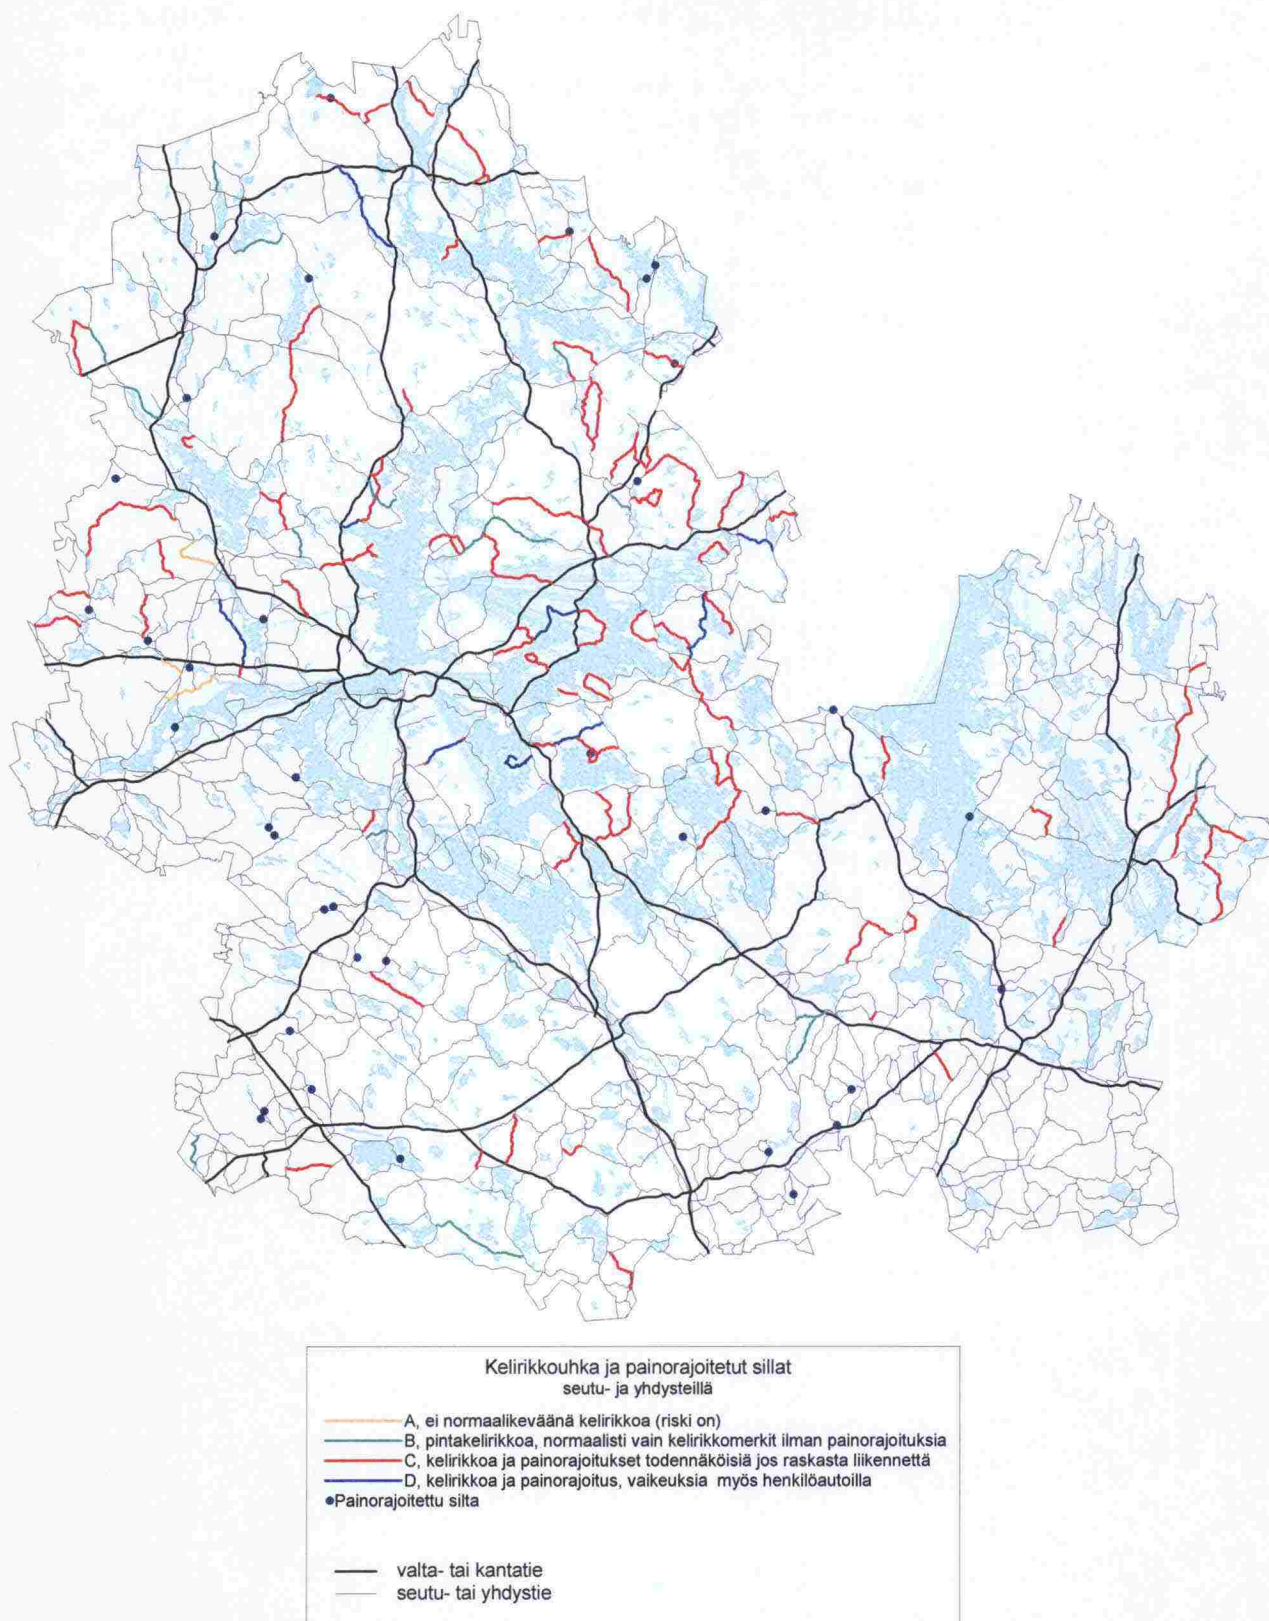 Kelirikkouhka ja painorajoitetut sillat
seutu- ja yhdysteillä
A, ei normaalikeväänä kelirikkoa (riski on)
B, pintakelirikkoa, normaalisti vain kelirikkomerkit ilman painorajoituksia
C, kelirikkoa ja painorajoitukset todennäköisiä jos raskasta liikennettä
D, kelirikkoa ja painorajoitus, vaikeuksia myös henkilöautoilla
Painorajoitettu silta
valta- tai kantatie
seutu- tai yhdystie